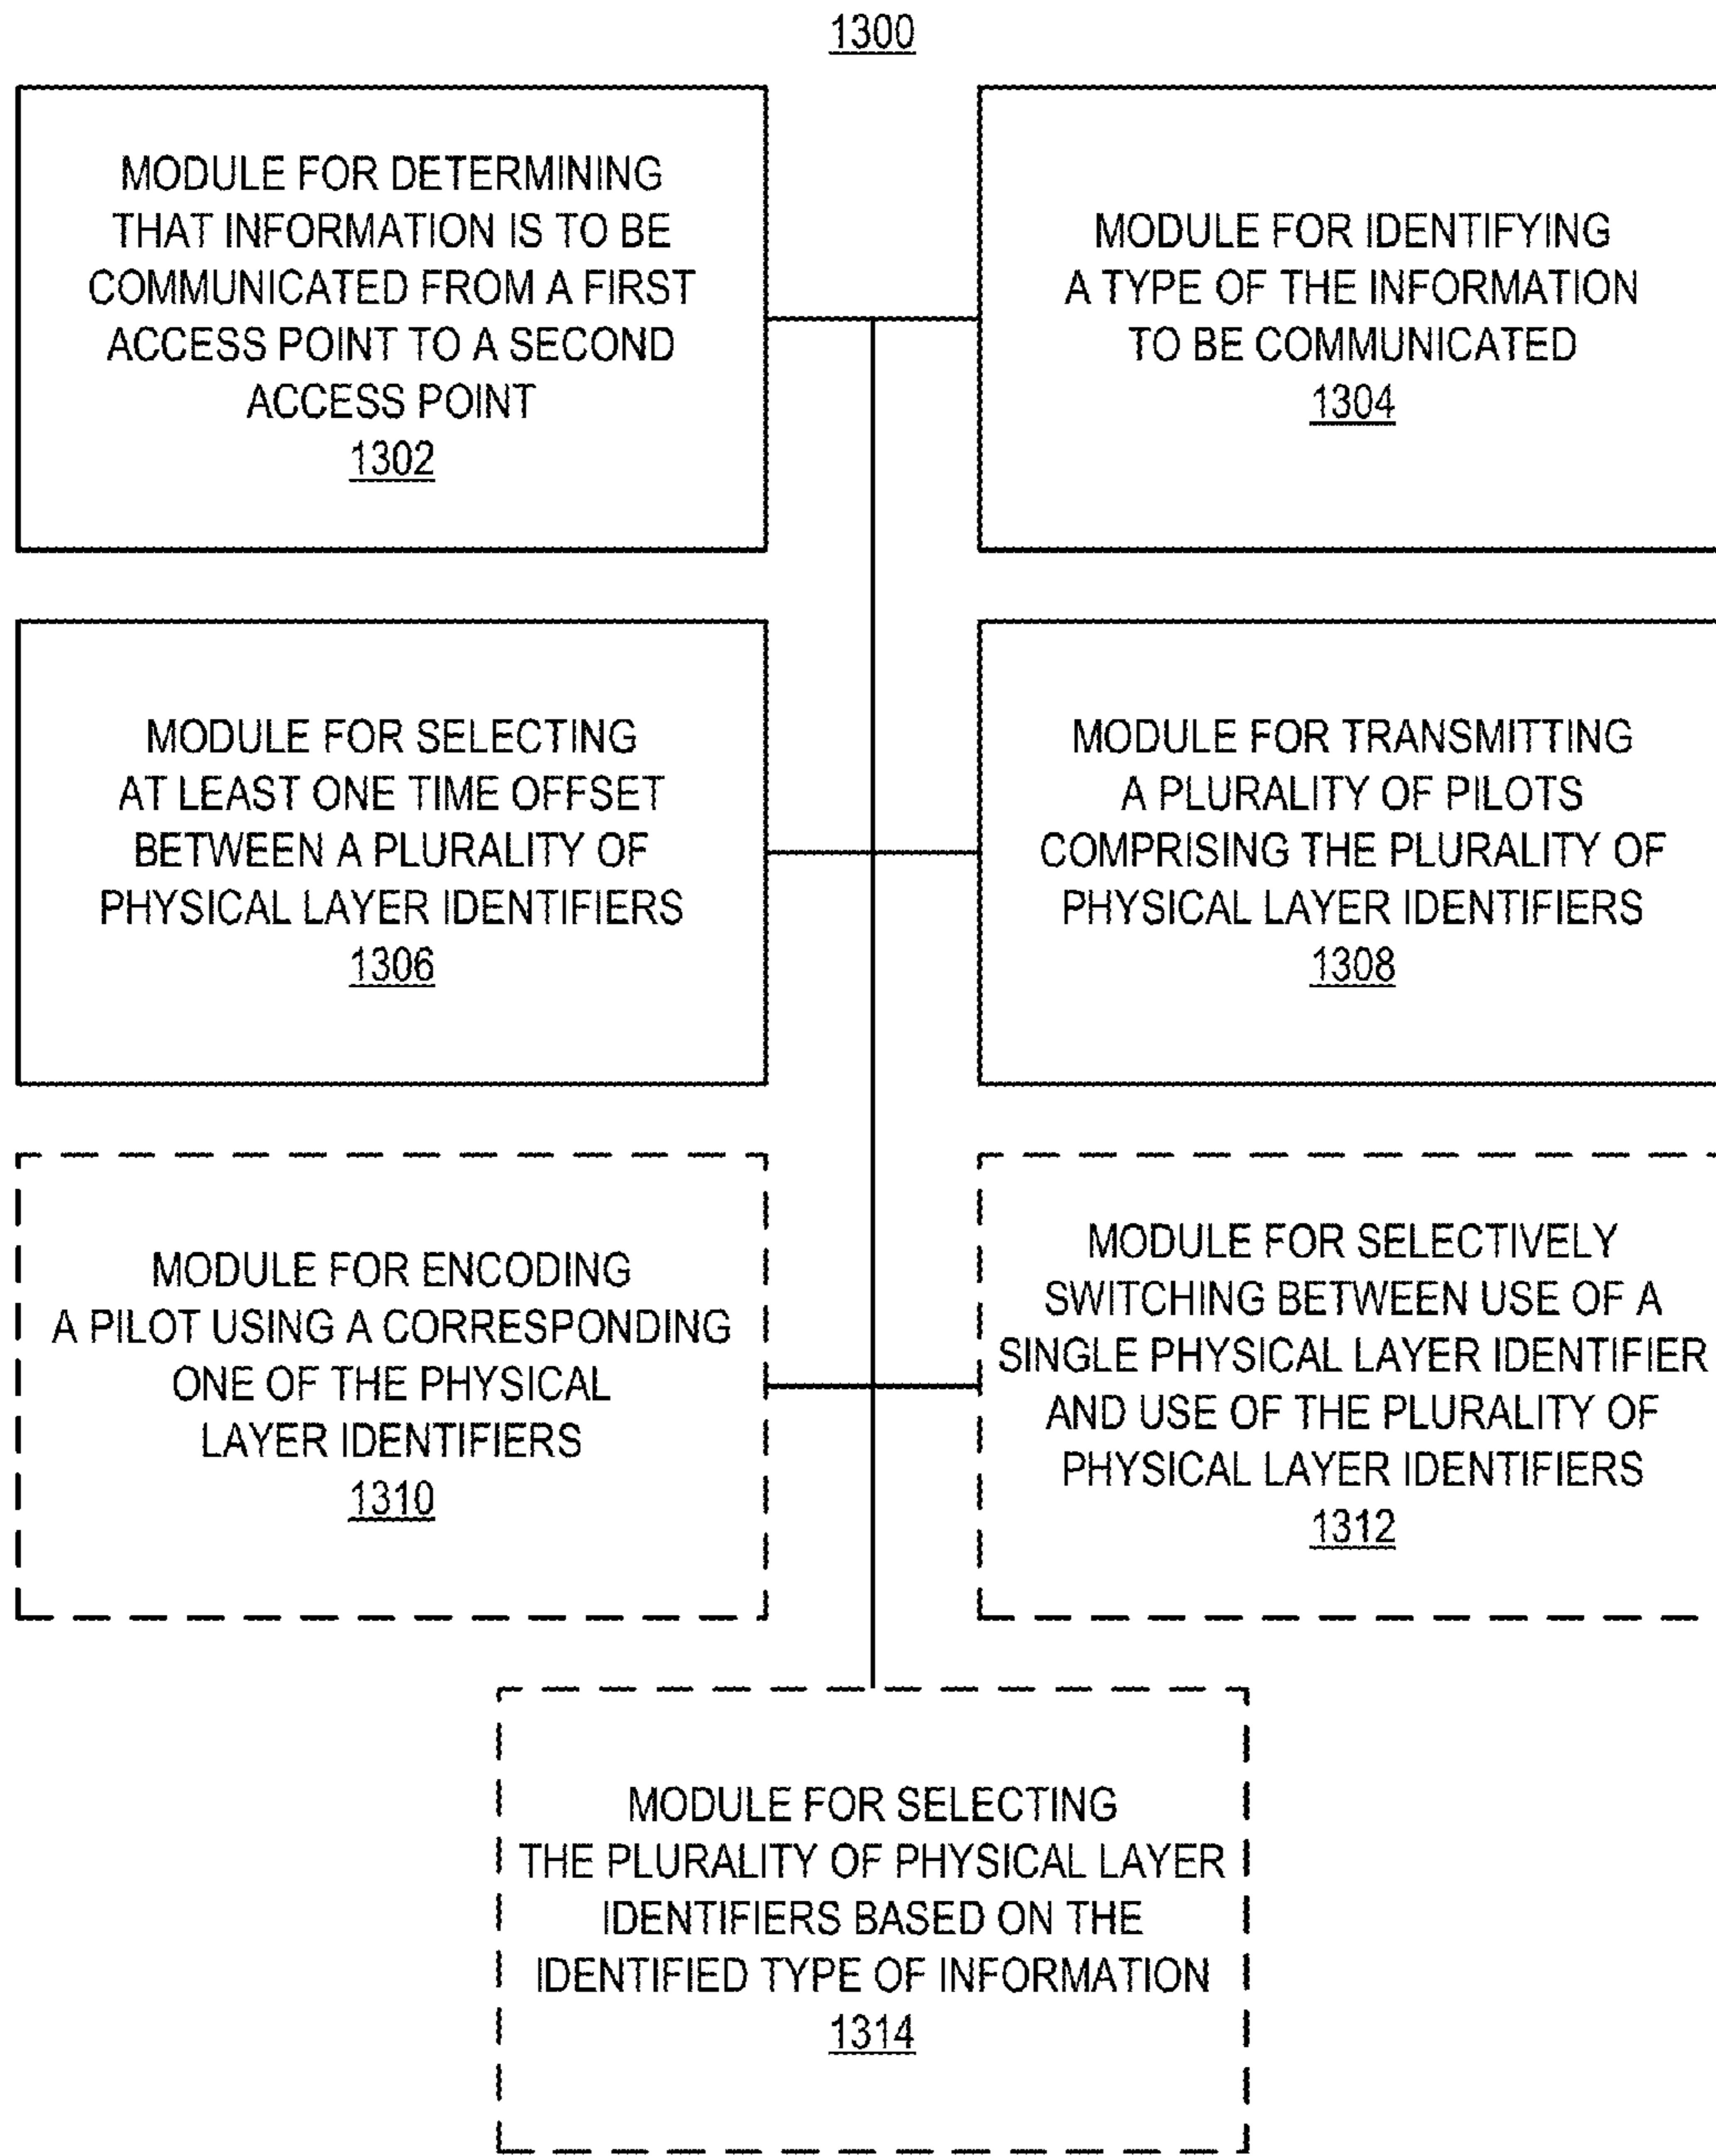 1300
MODULE FOR DETERMINING
THAT INFORMATION IS TO BE
COMMUNICATED FROM A FIRST
ACCESS POINT TO A SECOND
ACCESS POINT
1302
MODULE FOR IDENTIFYING
A TYPE OF THE INFORMATION
TO BE COMMUNICATED
1304
MODULE FOR SELECTING
AT LEAST ONE TIME OFFSET
BETWEEN A PLURALITY OF
PHYSICAL LAYER IDENTIFIERS
1306
MODULE FOR TRANSMITTING
A PLURALITY OF PILOTS
COMPRISING THE PLURALITY OF
PHYSICAL LAYER IDENTIFIERS
1308
MODULE FOR ENCODING
A PILOT USING A CORRESPONDING
ONE OF THE PHYSICAL
LAYER IDENTIFIERS
1310
MODULE FOR SELECTIVELY
SWITCHING BETWEEN USE OF A
SINGLE PHYSICAL LAYER IDENTIFIER
AND USE OF THE PLURALITY OF
PHYSICAL LAYER IDENTIFIERS
1312
MODULE FOR SELECTING
THE PLURALITY OF PHYSICAL LAYER
IDENTIFIERS BASED ON THE
IDENTIFIED TYPE OF INFORMATION
1314